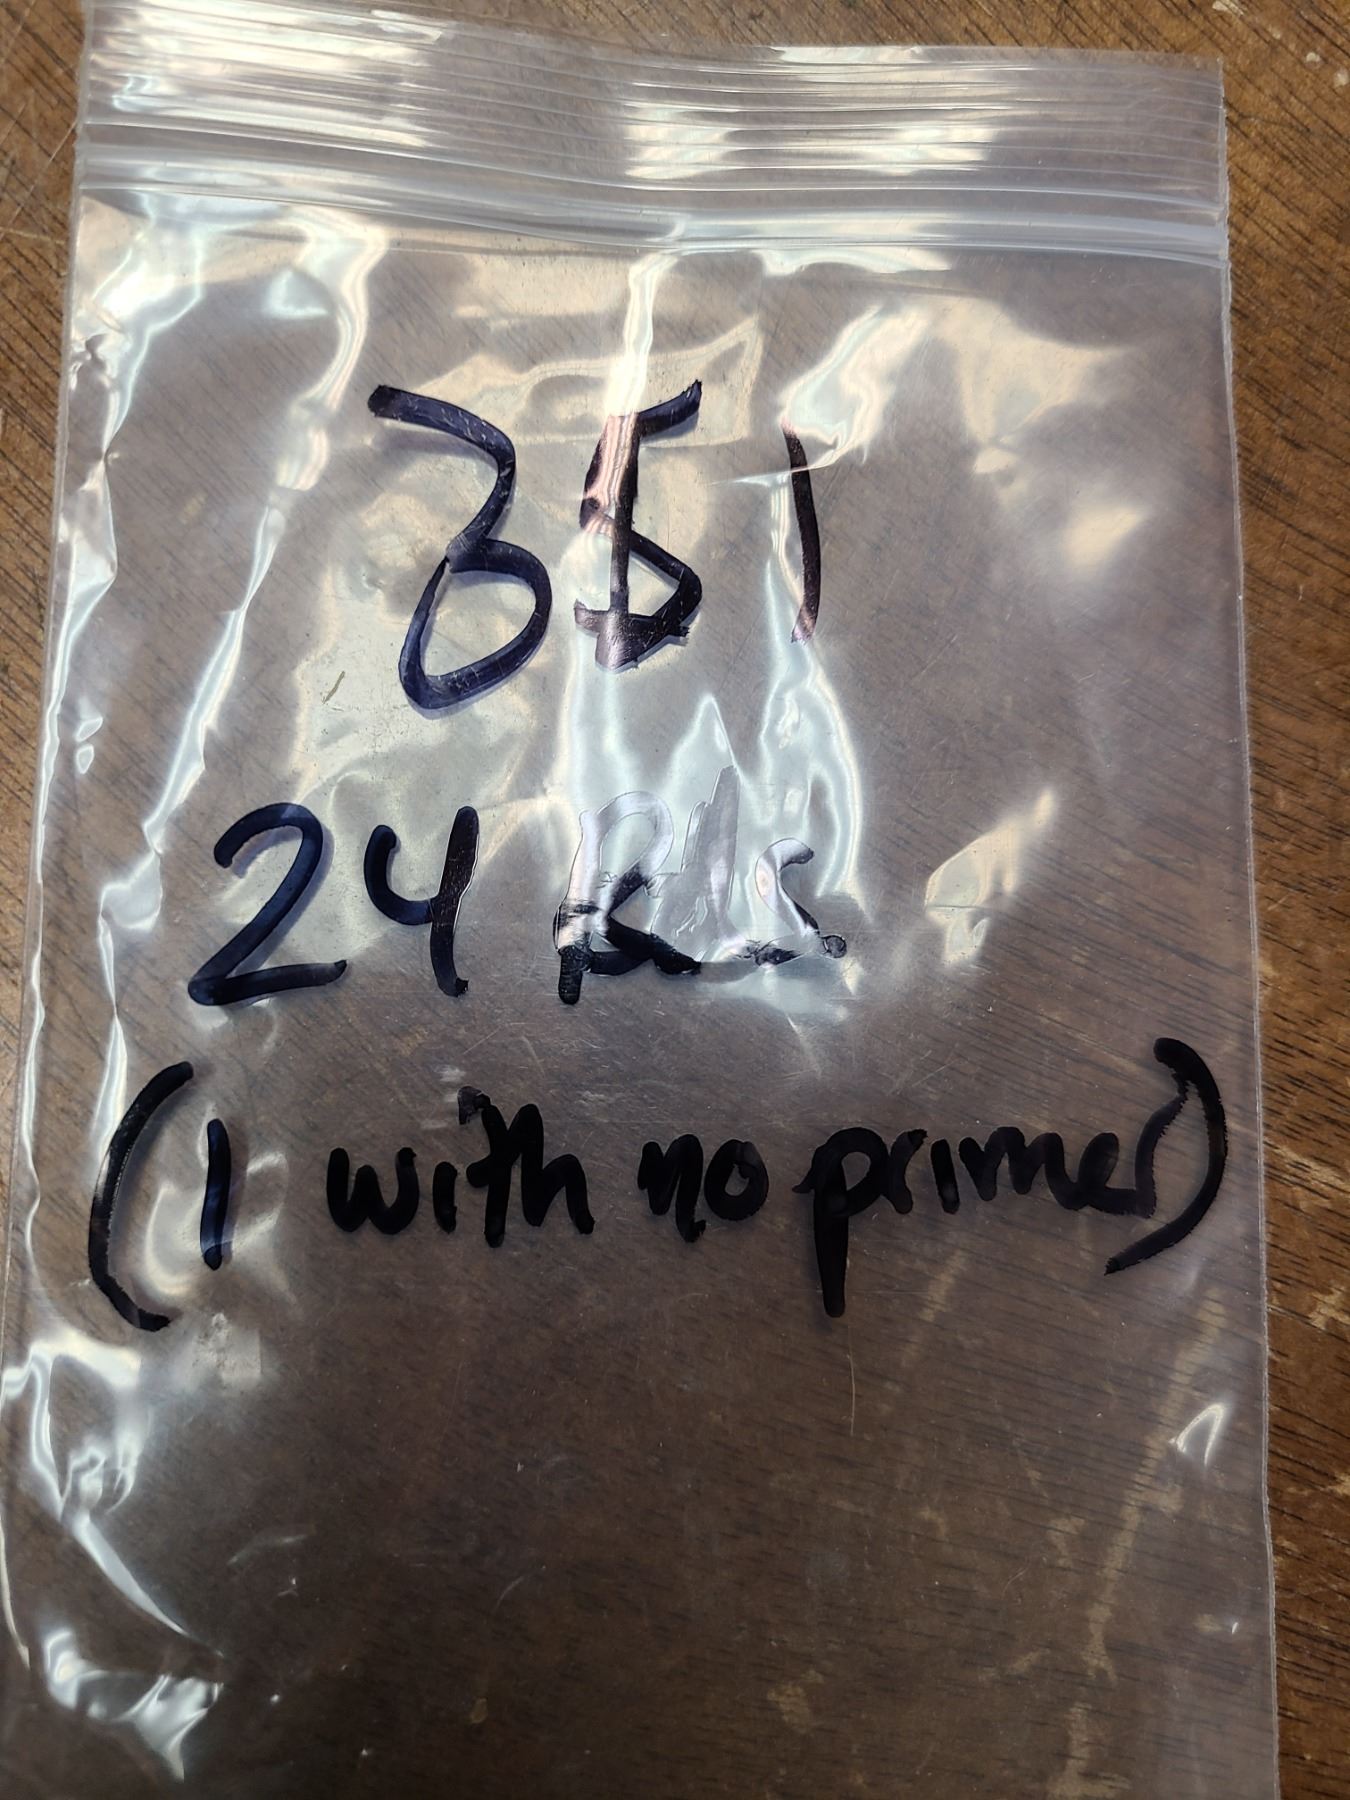 351
24 Rds.
(1 with no primer)